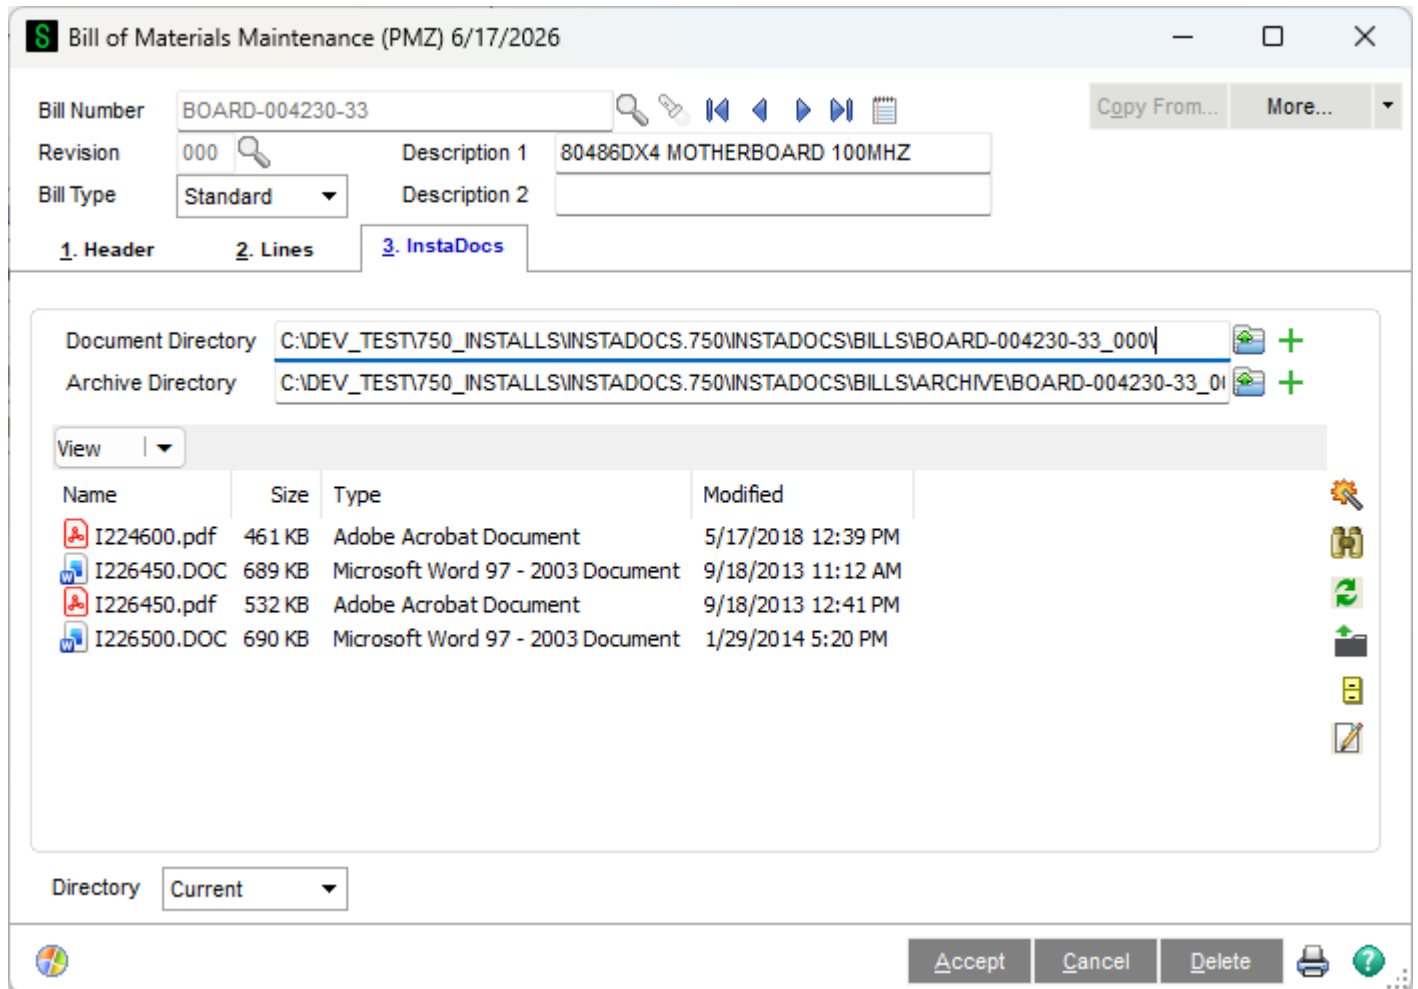 S Bill of Materials Maintenance (PMZ) 6/17/2026
Bill Number BOARD-004230-33 Copy From... More...
Revision 000 Description 1 80486DX4 MOTHERBOARD 100MHZ
Bill Type Standard Description 2
1. Header 2. Lines 3. InstaDocs
Document Directory C:\DEV_TEST\750_INSTALLS\INSTADOCS.750\INSTADOCS\BILLS\BOARD-004230-33_000\
Archive Directory C:\DEV_TEST\750_INSTALLS\INSTADOCS.750\INSTADOCS\BILLS\ARCHIVE\BOARD-004230-33_0
View
Name Size Type Modified
I224600.pdf 461 KB Adobe Acrobat Document 5/17/2018 12:39 PM
I226450.DOC 689 KB Microsoft Word 97 - 2003 Document 9/18/2013 11:12 AM
I226450.pdf 532 KB Adobe Acrobat Document 9/18/2013 12:41 PM
I226500.DOC 690 KB Microsoft Word 97 - 2003 Document 1/29/2014 5:20 PM
Directory Current
Accept Cancel Delete ?